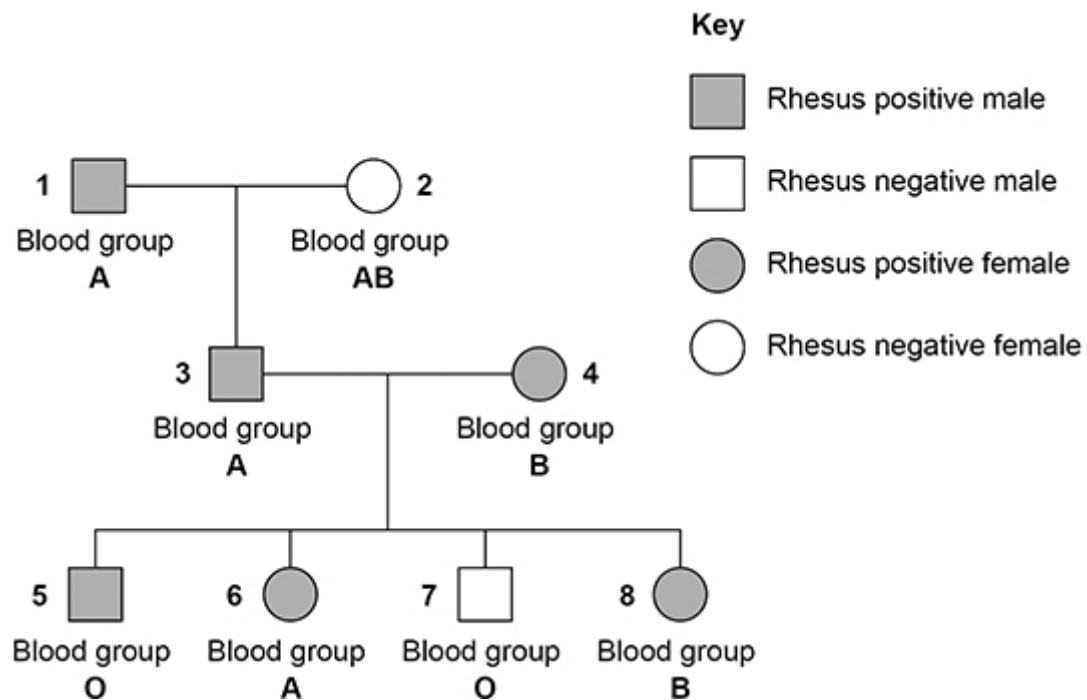 Key
Rhesus positive male
Rhesus negative male
Rhesus positive female
Rhesus negative female
1
2
Blood group
A
Blood group
AB
3
4
Blood group
A
Blood group
B
5
6
7
8
Blood group
O
Blood group
A
Blood group
O
Blood group
B